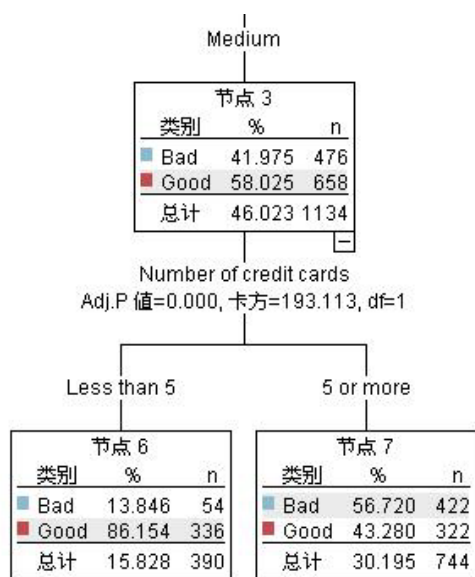 Medium
节点 3
类别 % n
Bad 41.975 476
Good 58.025 658
总计 46.023 1134
Number of credit cards
Adj.P 値=0.000, 卡方=193.113, df=1
Less than 5
5 or more
节点 6
类别 % n
Bad 13.846 54
Good 86.154 336
总计 15.828 390
节点 7
类别 % n
Bad 56.720 422
Good 43.280 322
总计 30.195 744